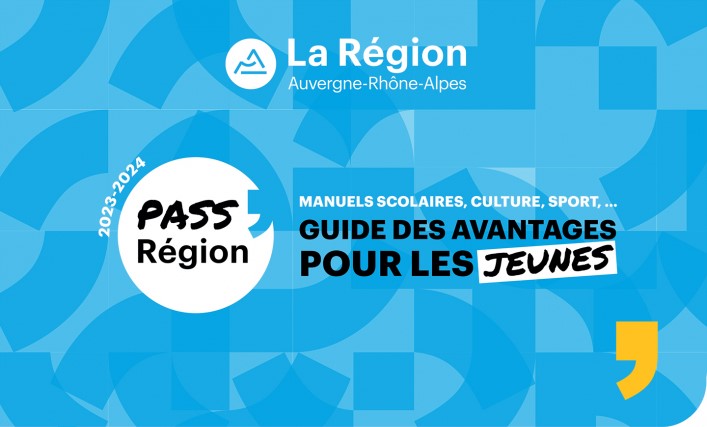 La Région
Auvergne-Rhône-Alpes
2023-2024
PASS'
Région
MANUELS SCOLAIRES, CULTURE, SPORT, ...
GUIDE DES AVANTAGES
POUR LES JEUNES